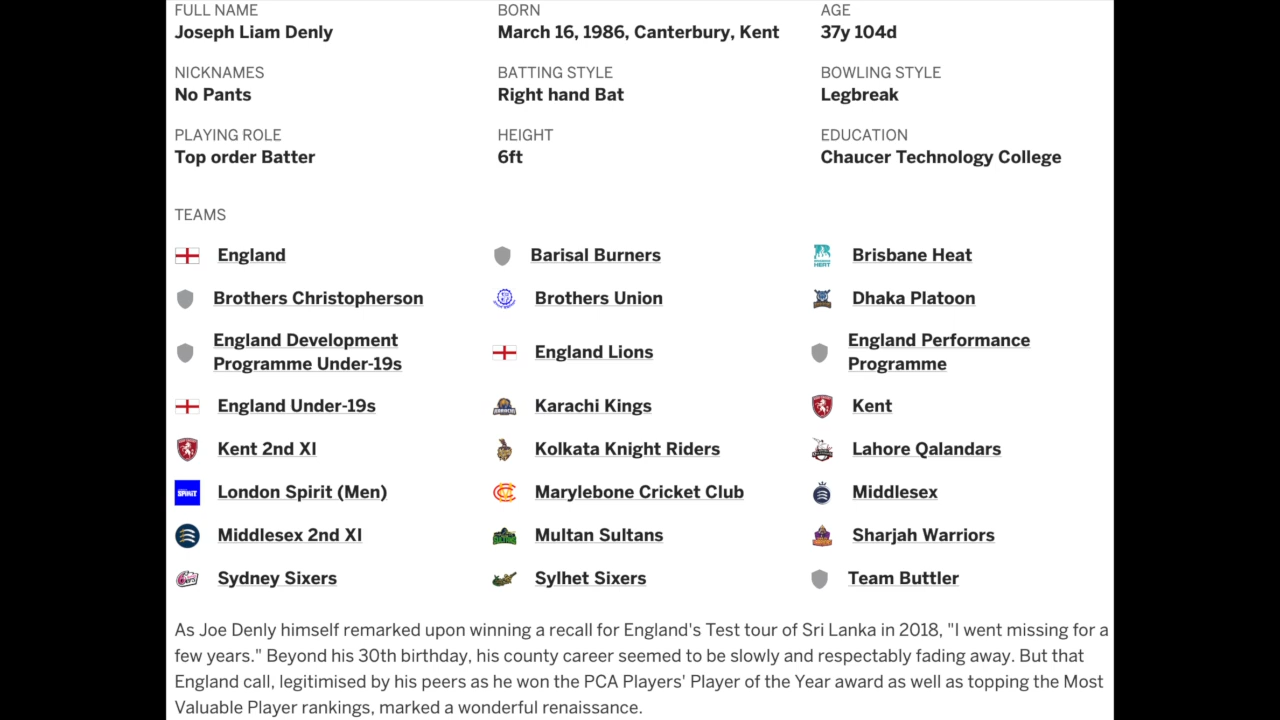 FULL NAME BORN AGE
Joseph Liam Denly March 16, 1986, Canterbury, Kent 37y 104d
NICKNAMES BATTING STYLE BOWLING STYLE
No Pants Right hand Bat Legbreak
PLAYING ROLE HEIGHT EDUCATION
Top order Batter 6ft Chaucer Technology College
TEAMS
England Barisal Burners Brisbane Heat
Brothers Christopherson Brothers Union Dhaka Platoon
England Development
Programme Under-19s
England Lions
England Performance
Programme
England Under-19s Karachi Kings Kent
Kent 2nd XI Kolkata Knight Riders Lahore Qalandars
London Spirit (Men) Marylebone Cricket Club Middlesex
Middlesex 2nd XI Multan Sultans Sharjah Warriors
Sydney Sixers Sylhet Sixers Team Buttler
As Joe Denly himself remarked upon winning a recall for England's Test tour of Sri Lanka in 2018, "I went missing for a
few years." Beyond his 30th birthday, his county career seemed to be slowly and respectably fading away. But that
England call, legitimised by his peers as he won the PCA Players' Player of the Year award as well as topping the Most
Valuable Player rankings, marked a wonderful renaissance.